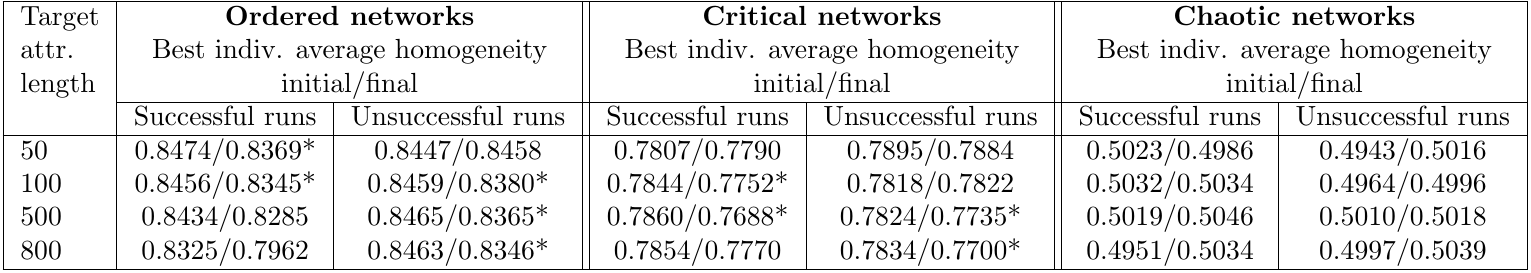 Target Ordered networks Critical networks Chaotic networks
attr. Best indiv. average homogeneity Best indiv. average homogeneity Best indiv. average homogeneity
length initial/final initial/final initial/final
Successful runs Unsuccessful runs Successful runs Unsuccessful runs Successful runs Unsuccessful runs
50 0.8474/0.8369* 0.8447/0.8458 0.7807/0.7790 0.7895/0.7884 0.5023/0.4986 0.4943/0.5016
100 0.8456/0.8345* 0.8459/0.8380* 0.7844/0.7752* 0.7818/0.7822 0.5032/0.5034 0.4964/0.4996
500 0.8434/0.8285 0.8465/0.8365* 0.7860/0.7688* 0.7824/0.7735* 0.5019/0.5046 0.5010/0.5018
800 0.8325/0.7962 0.8463/0.8346* 0.7854/0.7770 0.7834/0.7700* 0.4951/0.5034 0.4997/0.5039